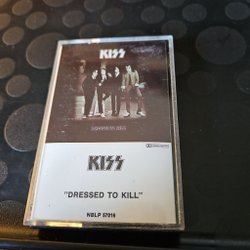 KISS
KISS
"DRESSED TO KILL"
NBLP 57016